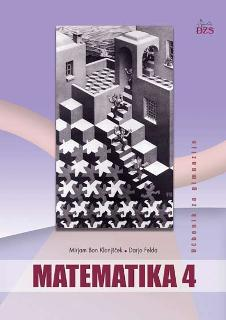 DZS
Učbenik za gimnazije
Mirjam Bon Klanjšček • Darjo Felda
MATEMATIKA 4